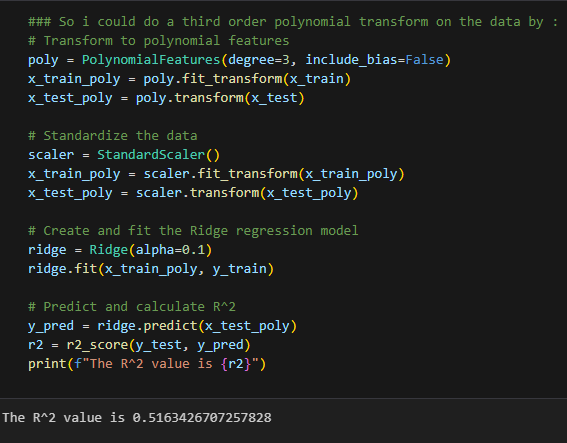 ### So i could do a third order polynomial transform on the data by :
# Transform to polynomial features
poly = PolynomialFeatures(degree=3, include_bias=False)
x_train_poly = poly.fit_transform(x_train)
x_test_poly = poly.transform(x_test)

# Standardize the data
scaler = StandardScaler()
x_train_poly = scaler.fit_transform(x_train_poly)
x_test_poly = scaler.transform(x_test_poly)

# Create and fit the Ridge regression model
ridge = Ridge(alpha=0.1)
ridge.fit(x_train_poly, y_train)

# Predict and calculate R^2
y_pred = ridge.predict(x_test_poly)
r2 = r2_score(y_test, y_pred)
print(f"The R^2 value is {r2}")

The R^2 value is 0.5163426707257828